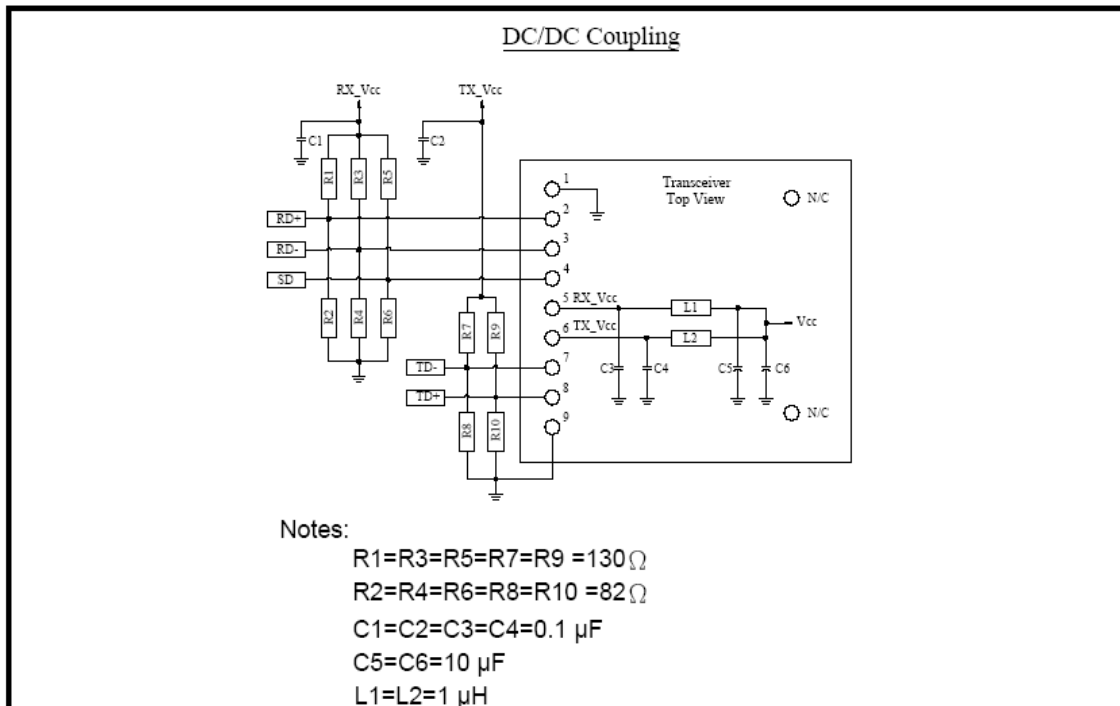 DC/DC Coupling
RX_Vcc
TX_Vcc
C1
C2
R1
R3
R5
1
Transceiver
Top View
N/C
RD+
2
RD-
3
SD
4
5 RX_Vcc
L1
R2
R4
R6
Vcc
R7
R9
6
TX_Vcc
L2
TD-
7
C3
C4
C5
C6
TD+
8
R8
R10
9
N/C
Notes:
R1=R3=R5=R7=R9 =130Ω
R2=R4=R6=R8=R10 =82Ω
C1=C2=C3=C4=0.1 µF
C5=C6=10 µF
L1=L2=1 µH